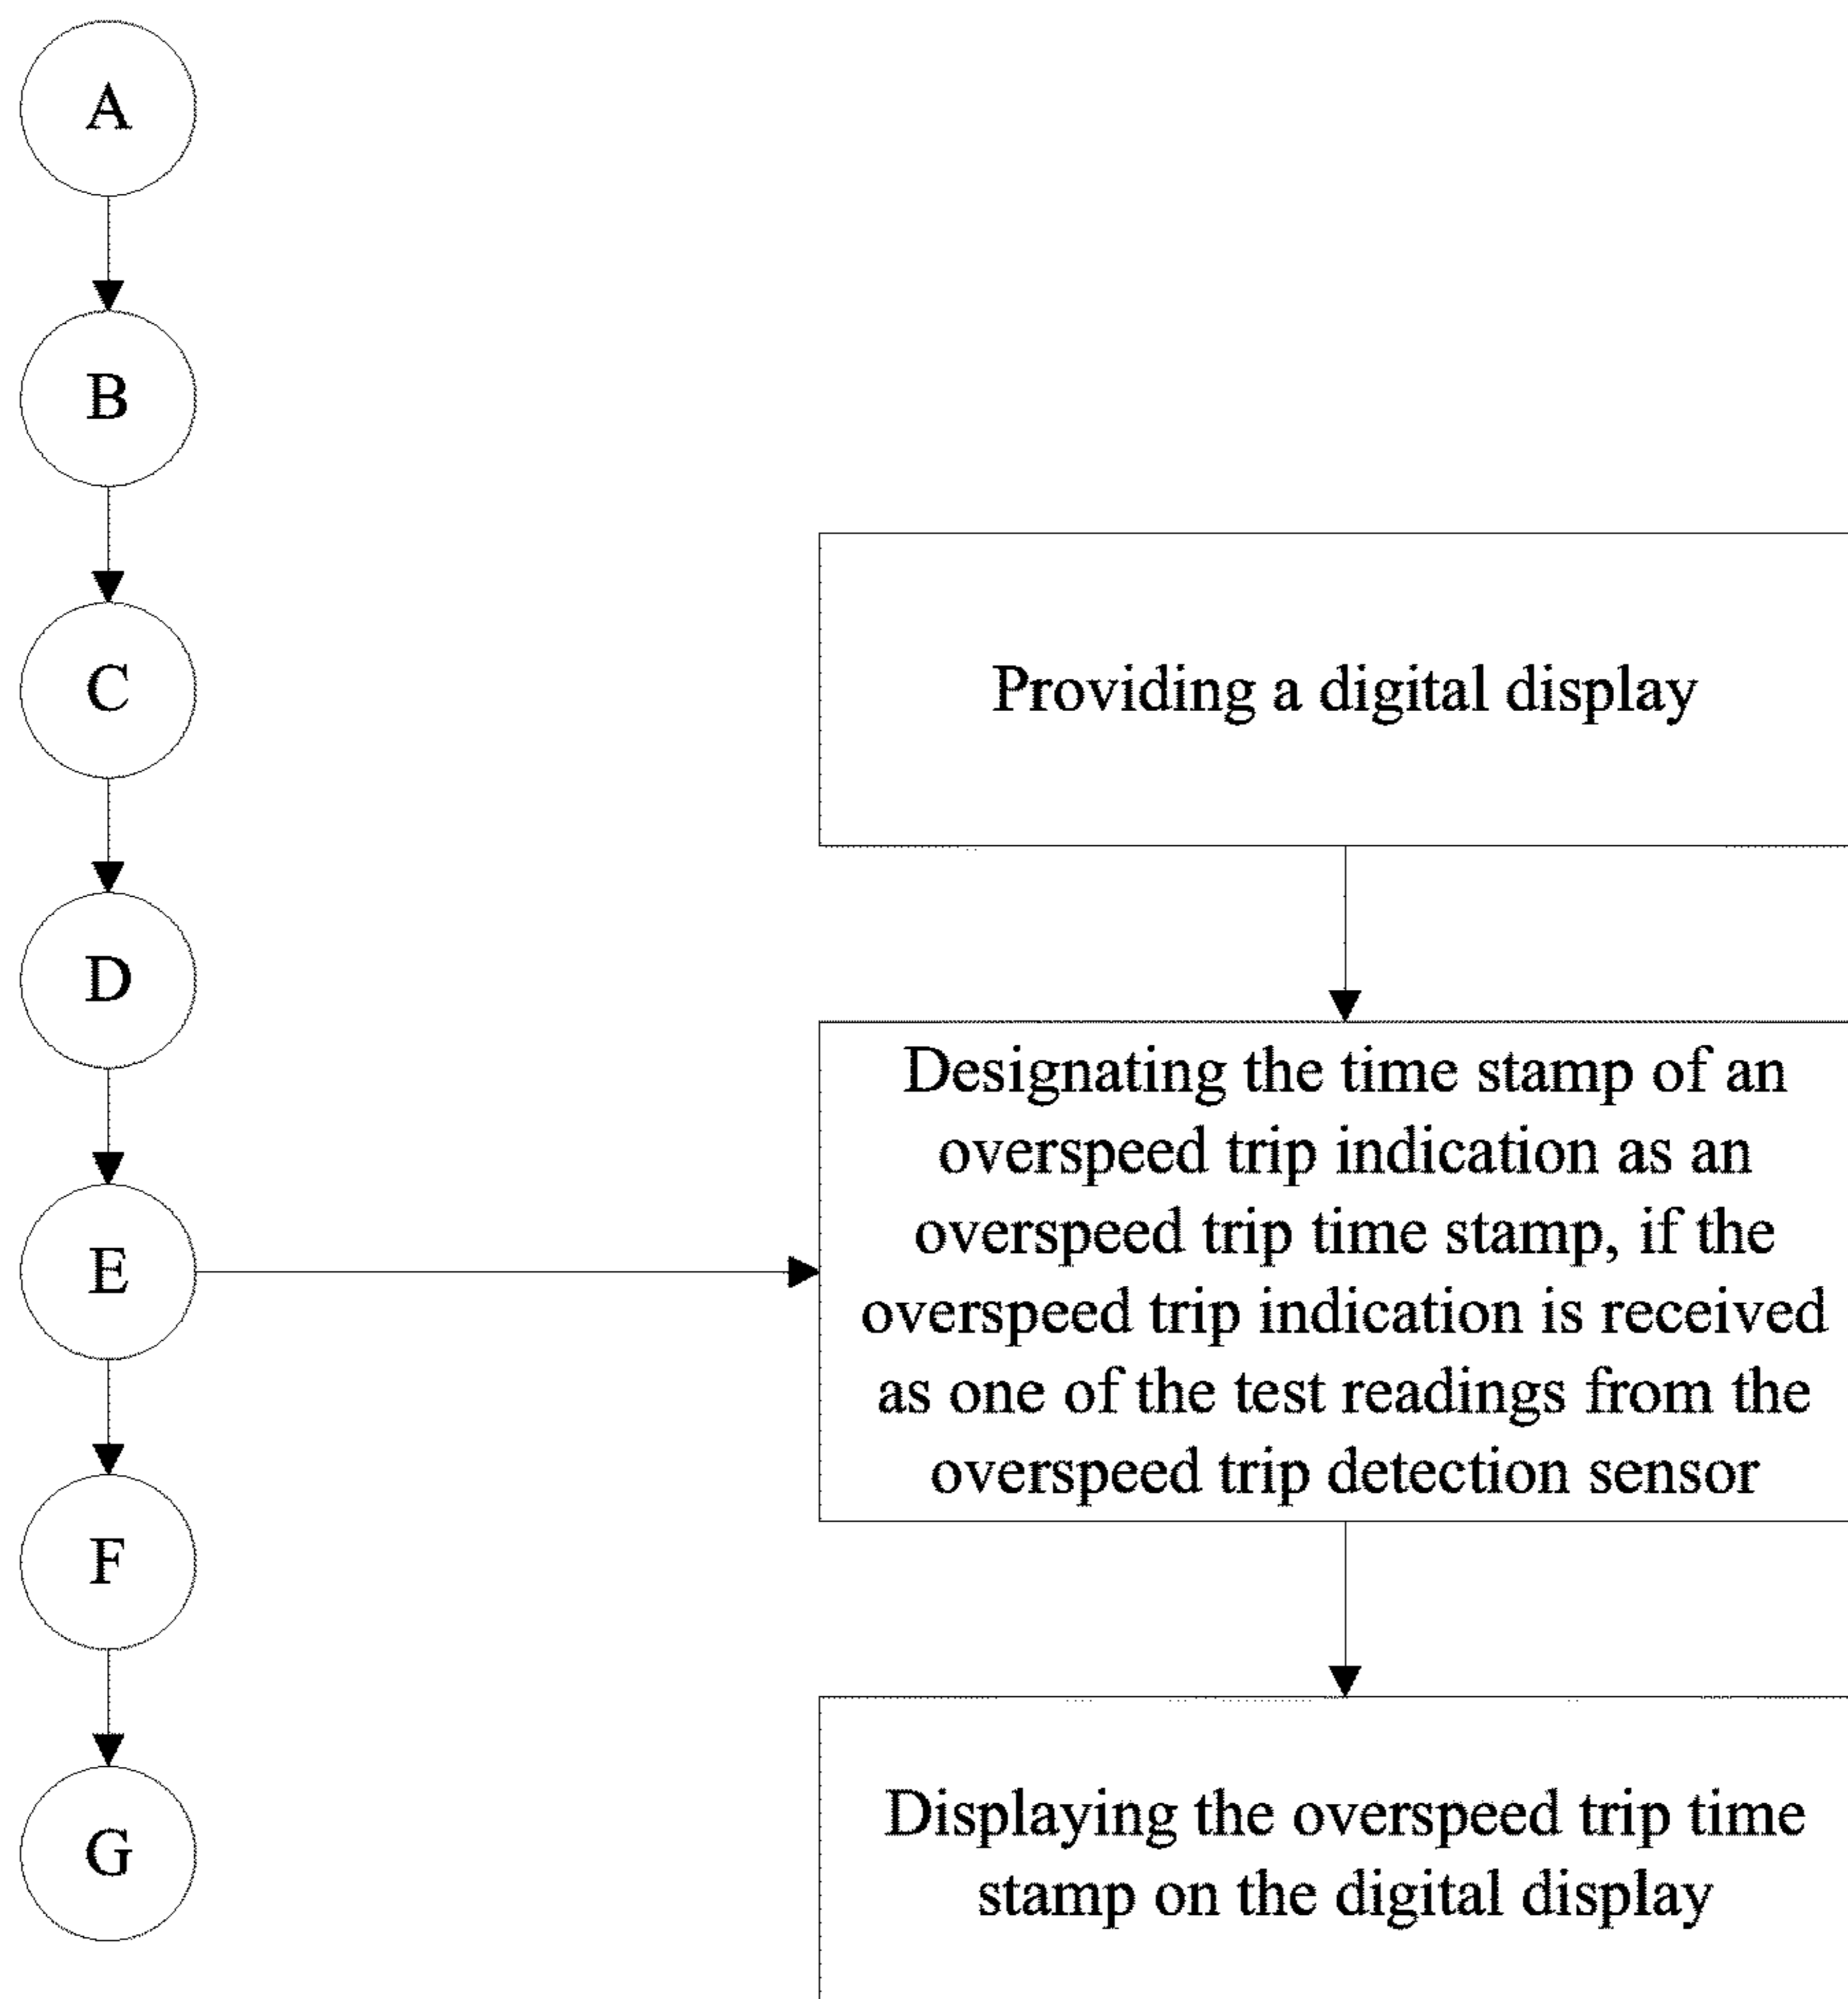 A
B
C
D
E
F
G
Providing a digital display
Designating the time stamp of an
overspeed trip indication as an
overspeed trip time stamp, if the
overspeed trip indication is received
as one of the test readings from the
overspeed trip detection sensor
Displaying the overspeed trip time
stamp on the digital display